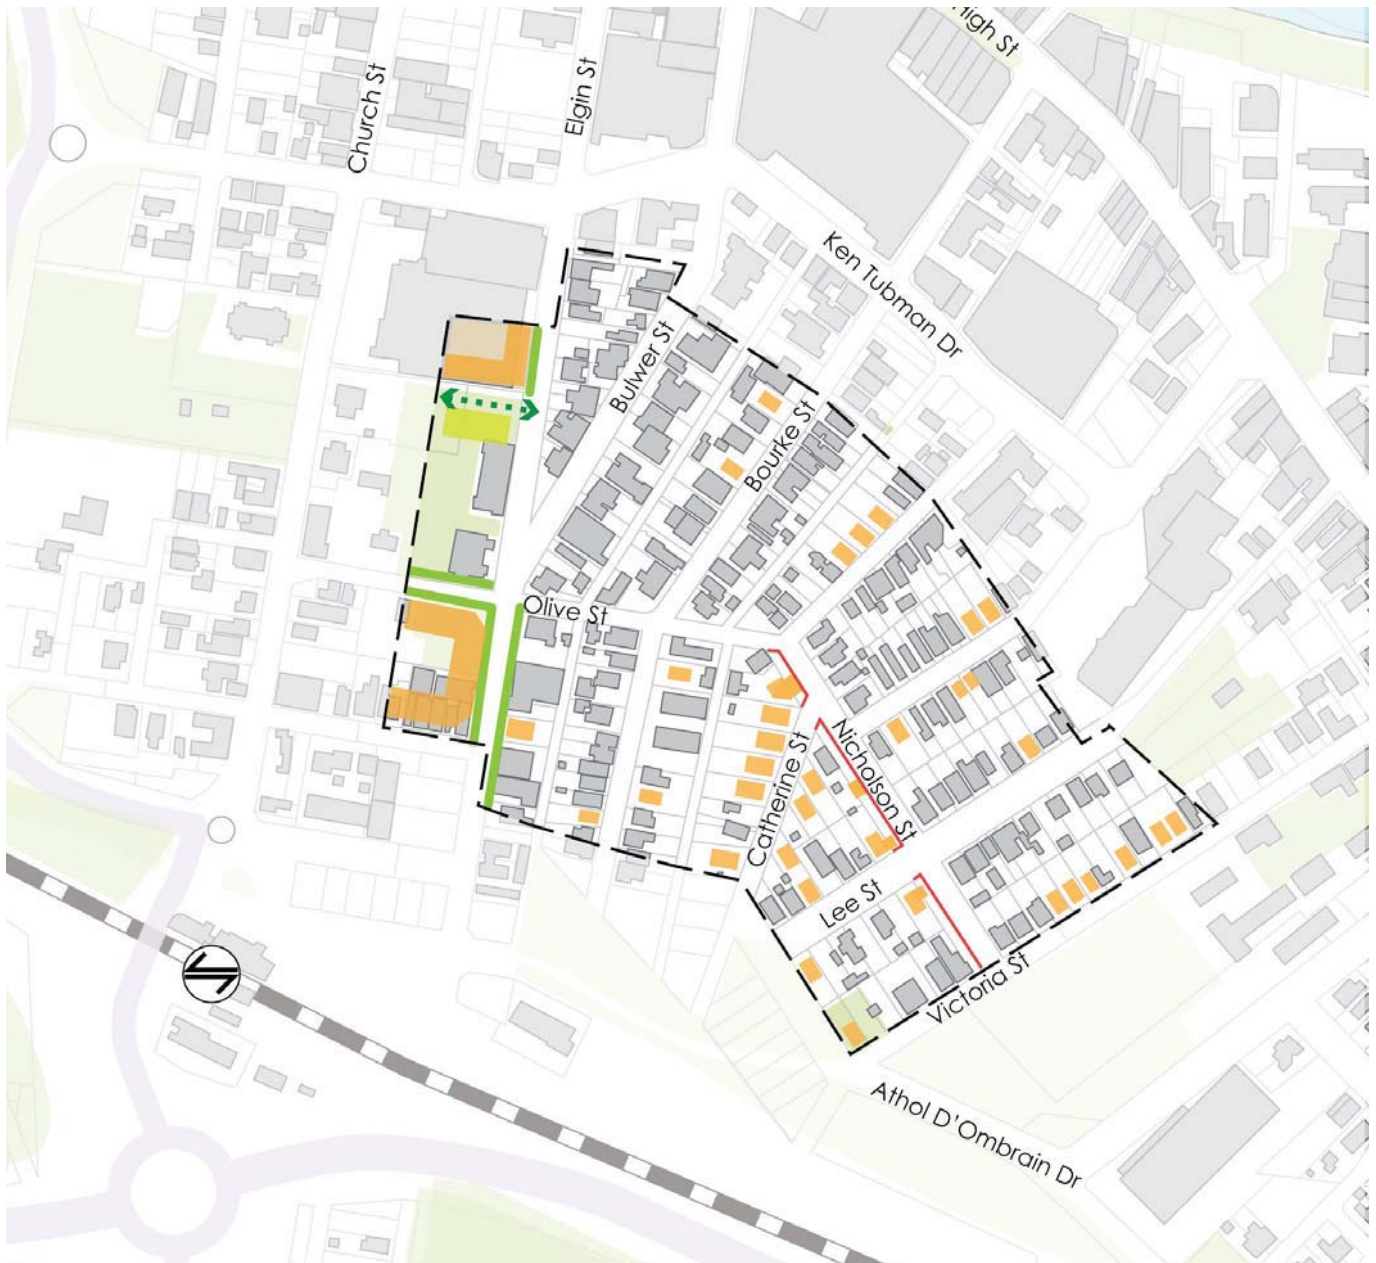 High St
Church St
Elgin St
Ken Tubman Dr
Bulwer St
Bourke St
Olive St
Nicholson St
Catherine St
Lee St
Victoria St
Athol D'Ombrain Dr